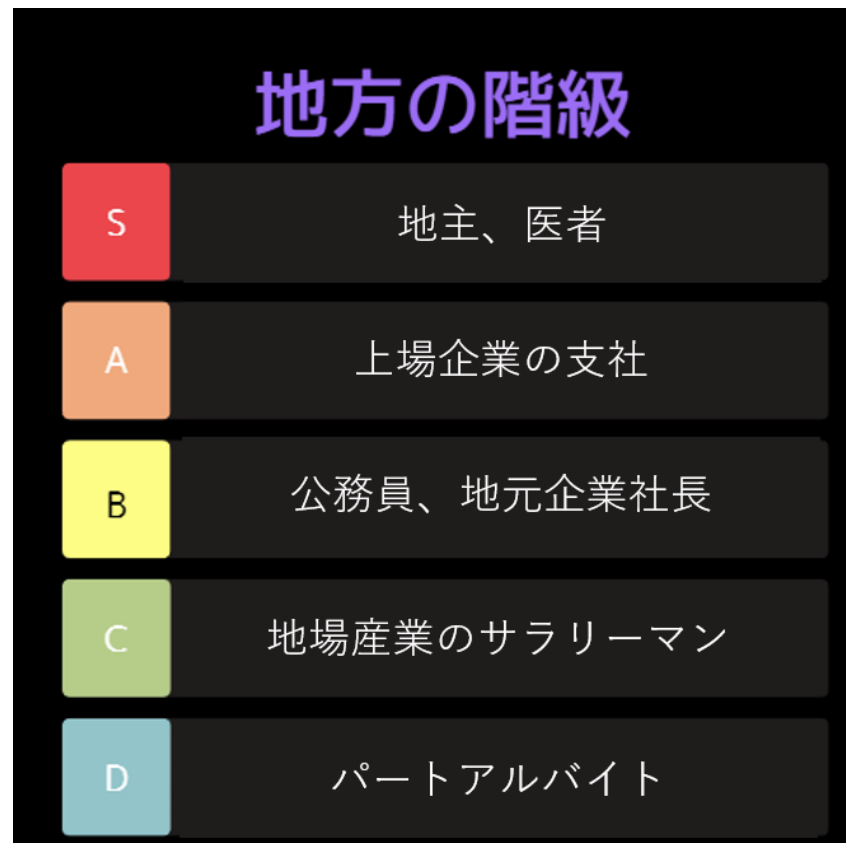 地方の階級
S
地主、医者
A
上場企業の支社
B
公務員、地元企業社長
C
地場産業のサラリーマン
D
パートアルバイト